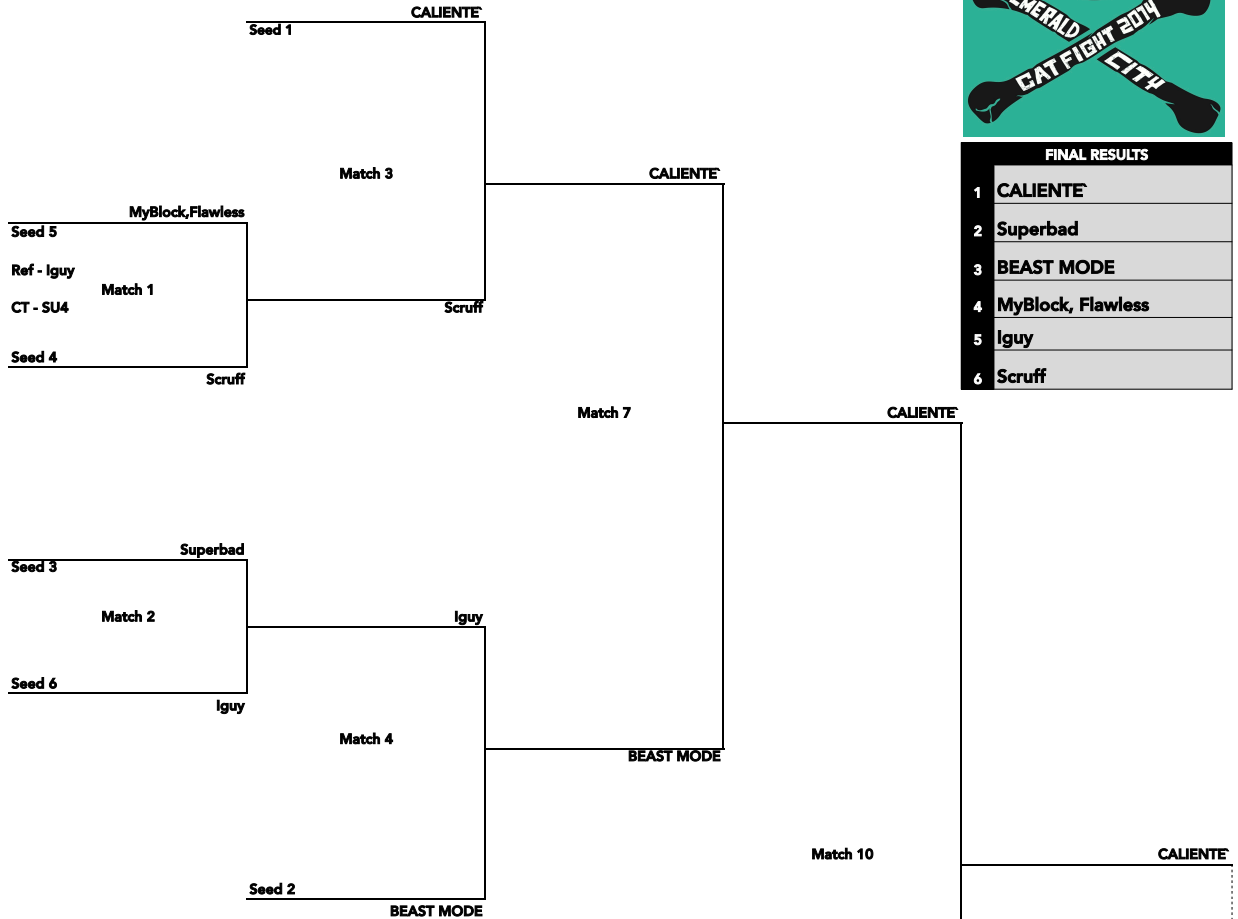 CALIENTE`
Seed 1
EMERALD
CAT FIGHT 2014
CITY
FINAL RESULTS
1 CALIENTE`
2 Superbad
3 BEAST MODE
4 MyBlock, Flawless
5 Iguy
6 Scruff
Match 3
CALIENTE`
MyBlock,Flawless
Seed 5
Ref - Iguy
Match 1
CT - SU4
Scruff
Seed 4
Scruff
Match 7
CALIENTE`
Superbad
Seed 3
Match 2
Iguy
Seed 6
Iguy
Match 4
BEAST MODE
Match 10
CALIENTE`
Seed 2
BEAST MODE